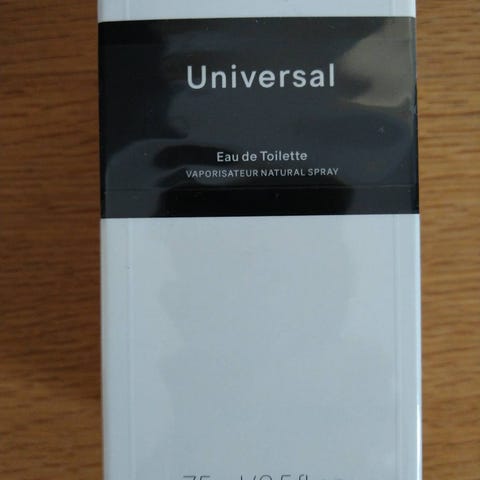 Universal
Eau de Toilette
VAPORISATEUR NATURAL SPRAY